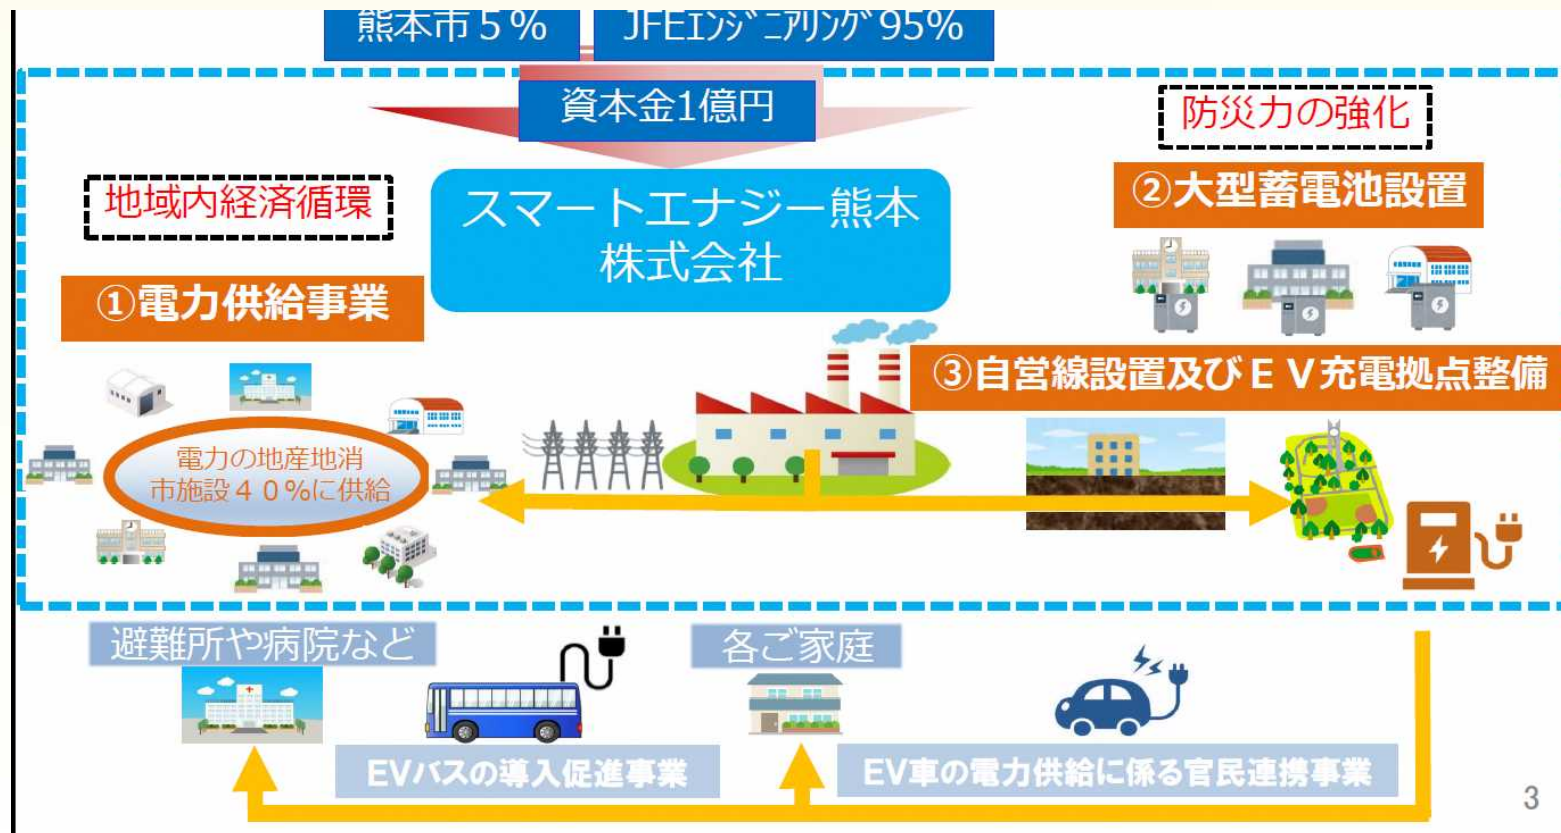 熊本市５%
JFEｴﾝｼﾞﾆｱﾘﾝｸﾞ95%
資本金1億円
防災力の強化
②大型蓄電池設置
地域内経済循環
スマートエナジー熊本
株式会社
①電力供給事業
③自営線設置及びＥＶ充電拠点整備
電力の地産地消
市施設４０%に供給
避難所や病院など
各ご家庭
EVバスの導入促進事業
EV車の電力供給に係る官民連携事業
3